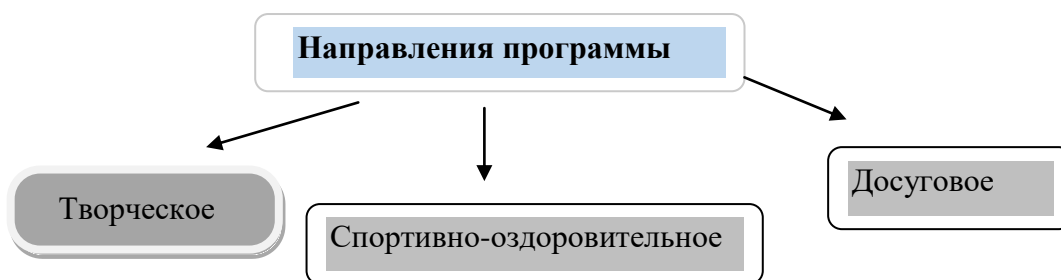 Направления программы
Творческое
Спортивно-оздоровительное
Досуговое